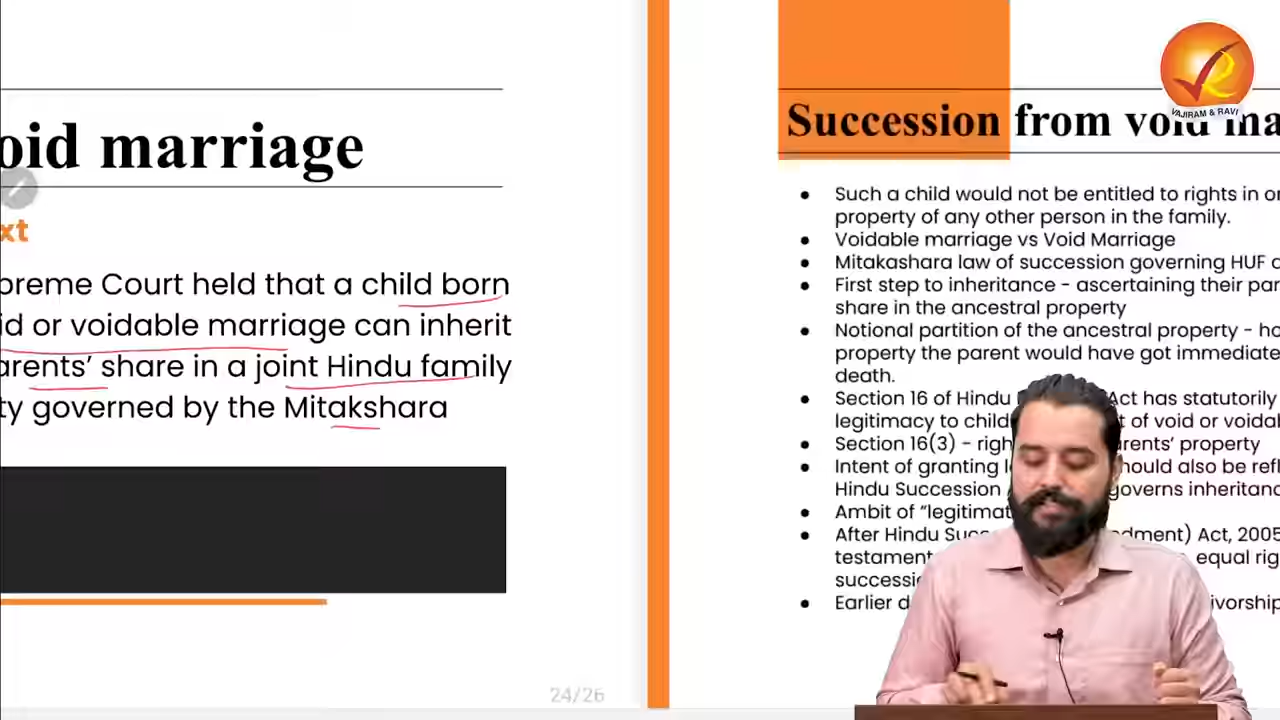 oid marriage
xt
preme Court held that a child born
id or voidable marriage can inherit
arents' share in a joint Hindu family
ty governed by the Mitakshara
24/26
VAJIRAM & RAVI
Succession from void ma
Such a child would not be entitled to rights in or
property of any other person in the family.
Voidable marriage vs Void Marriage
Mitakashara law of succession governing HUF
First step to inheritance - ascertaining their par
share in the ancestral property
Notional partition of the ancestral property - ho
property the parent would have got immediate
death.
Section 16 of Hindu Act has statutorily
legitimacy to child t of void or voidab
Section 16(3) - righ arents' property
Intent of granting l hould also be refl
Hindu Succession governs inheritanc
Ambit of "legitimat
After Hindu Succ dment) Act, 2005
testament equal rig
successio
Earlier d ivorship